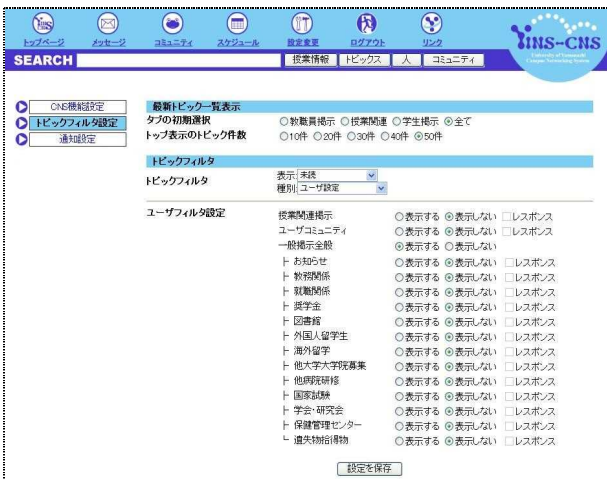 YINS
トップページ メッセージ コミュニティ スケジュール 設定変更 ログアウト リンク
YINS-CNS
University of Yamanashi
Campus Networking System
SEARCH 授業情報 トピックス 人 コミュニティ
CNS機能設定
トピックフィルタ設定
通知設定
最新トピック一覧表示
タブの初期選択 教職員掲示 授業関連 学生掲示 全て
トップ表示のトピック件数 10件 20件 30件 40件 50件
トピックフィルタ
トピックフィルタ 表示: 未読
種別: ユーザ設定
ユーザフィルタ設定 授業関連掲示 表示する 表示しない レスポンス
ユーザコミュニティ 表示する 表示しない レスポンス
一般掲示全般 表示する 表示しない
├ お知らせ 表示する 表示しない レスポンス
├ 教務関係 表示する 表示しない レスポンス
├ 就職関係 表示する 表示しない レスポンス
├ 奨学金 表示する 表示しない レスポンス
├ 図書館 表示する 表示しない レスポンス
├ 外国人留学生 表示する 表示しない レスポンス
├ 海外留学 表示する 表示しない レスポンス
├ 他大学大学院募集 表示する 表示しない レスポンス
├ 他病院研修 表示する 表示しない レスポンス
├ 国家試験 表示する 表示しない レスポンス
├ 学会・研究会 表示する 表示しない レスポンス
├ 保健管理センター 表示する 表示しない レスポンス
└ 遺失物拾得物 表示する 表示しない レスポンス
設定を保存